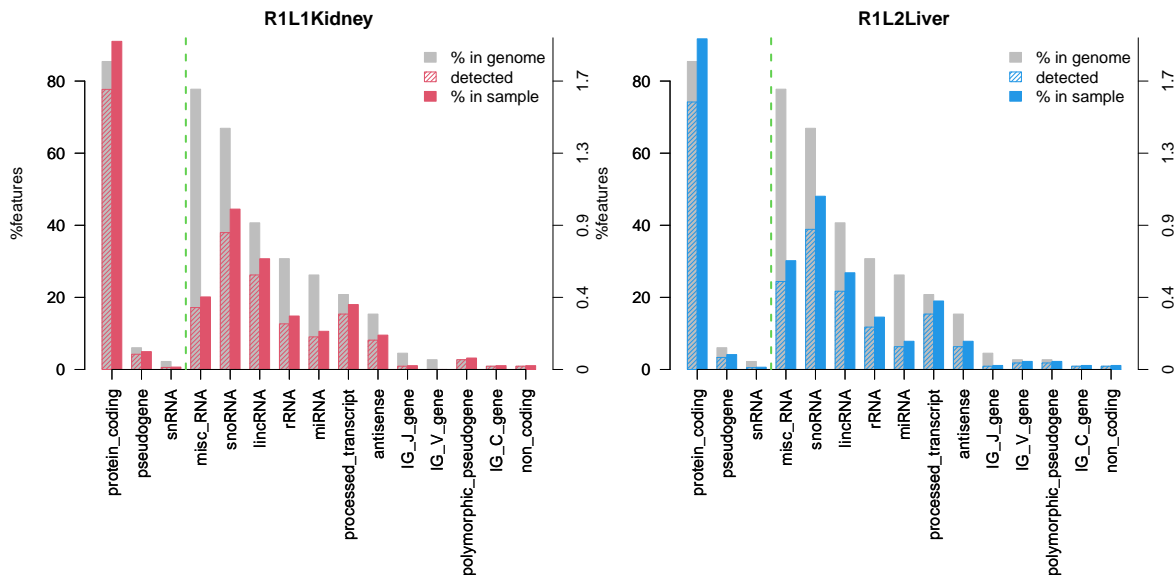 R1L1Kidney
% in genome
detected
% in sample
%features
0
20
40
60
80
0
0.4
0.9
1.3
1.7
protein_coding
pseudogene
snRNA
misc_RNA
snoRNA
lincRNA
rRNA
miRNA
processed_transcript
antisense
IG_J_gene
IG_V_gene
polymorphic_pseudogene
IG_C_gene
non_coding
R1L2Liver
% in genome
detected
% in sample
%features
0
20
40
60
80
0
0.4
0.9
1.3
1.7
protein_coding
pseudogene
snRNA
misc_RNA
snoRNA
lincRNA
rRNA
miRNA
processed_transcript
antisense
IG_J_gene
IG_V_gene
polymorphic_pseudogene
IG_C_gene
non_coding